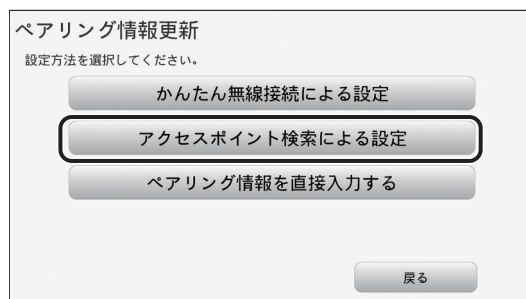 ペアリング情報更新
設定方法を選択してください。
かんたん無線接続による設定
アクセスポイント検索による設定
ペアリング情報を直接入力する
戻る